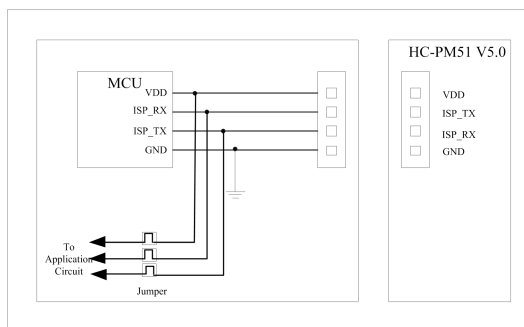 HC-PM51 V5.0
MCU
VDD
ISP_RX
ISP_TX
GND
VDD
ISP_TX
ISP_RX
GND
To
Application
Circuit
Jumper